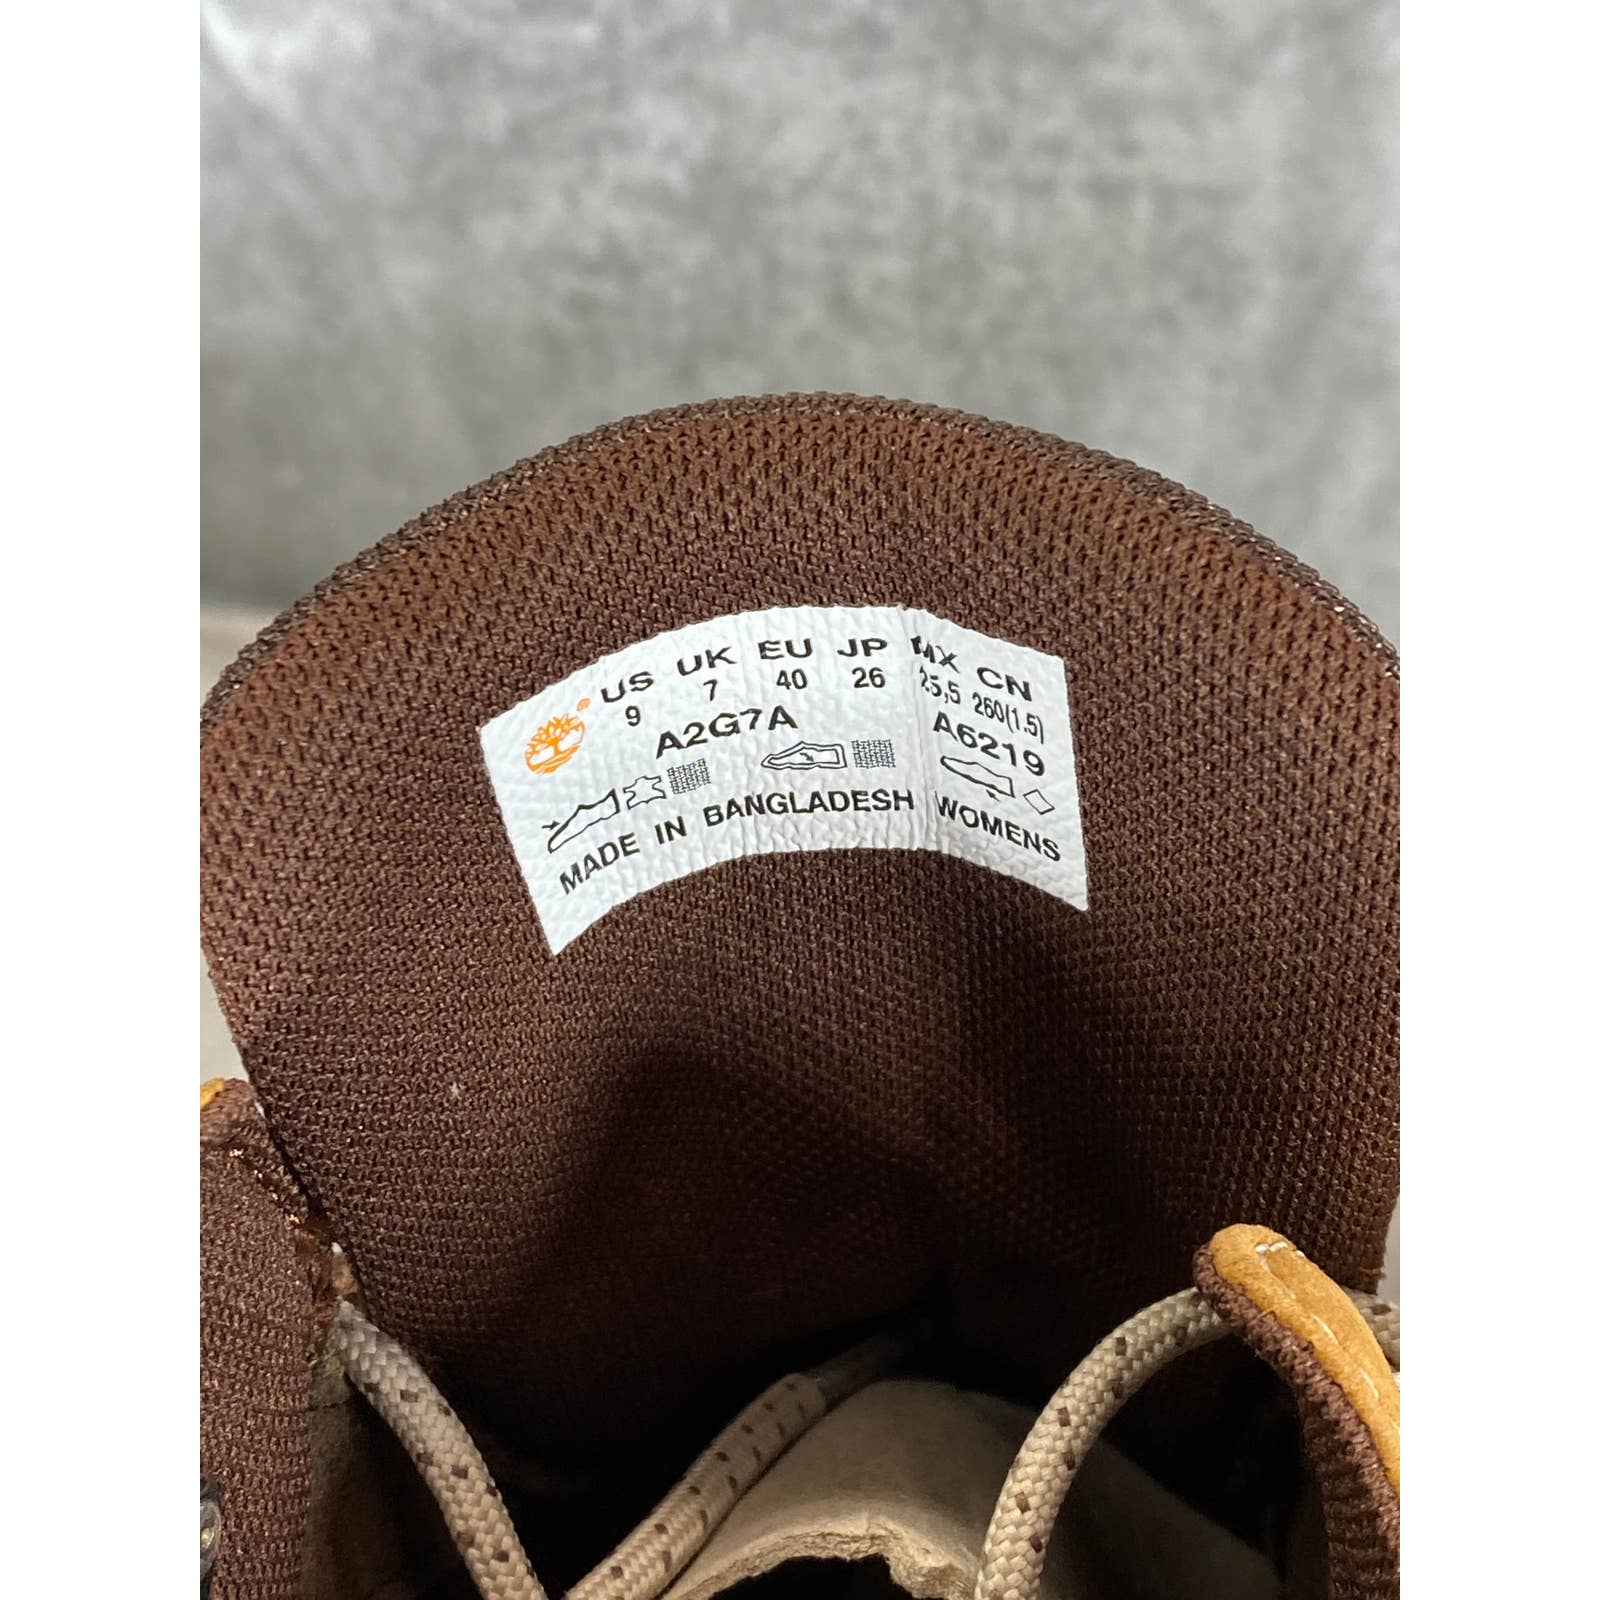 US UK EU JP MX CN
9 7 40 26 25,5 260(1.5)
A2G7A A6219
MADE IN BANGLADESH WOMENS